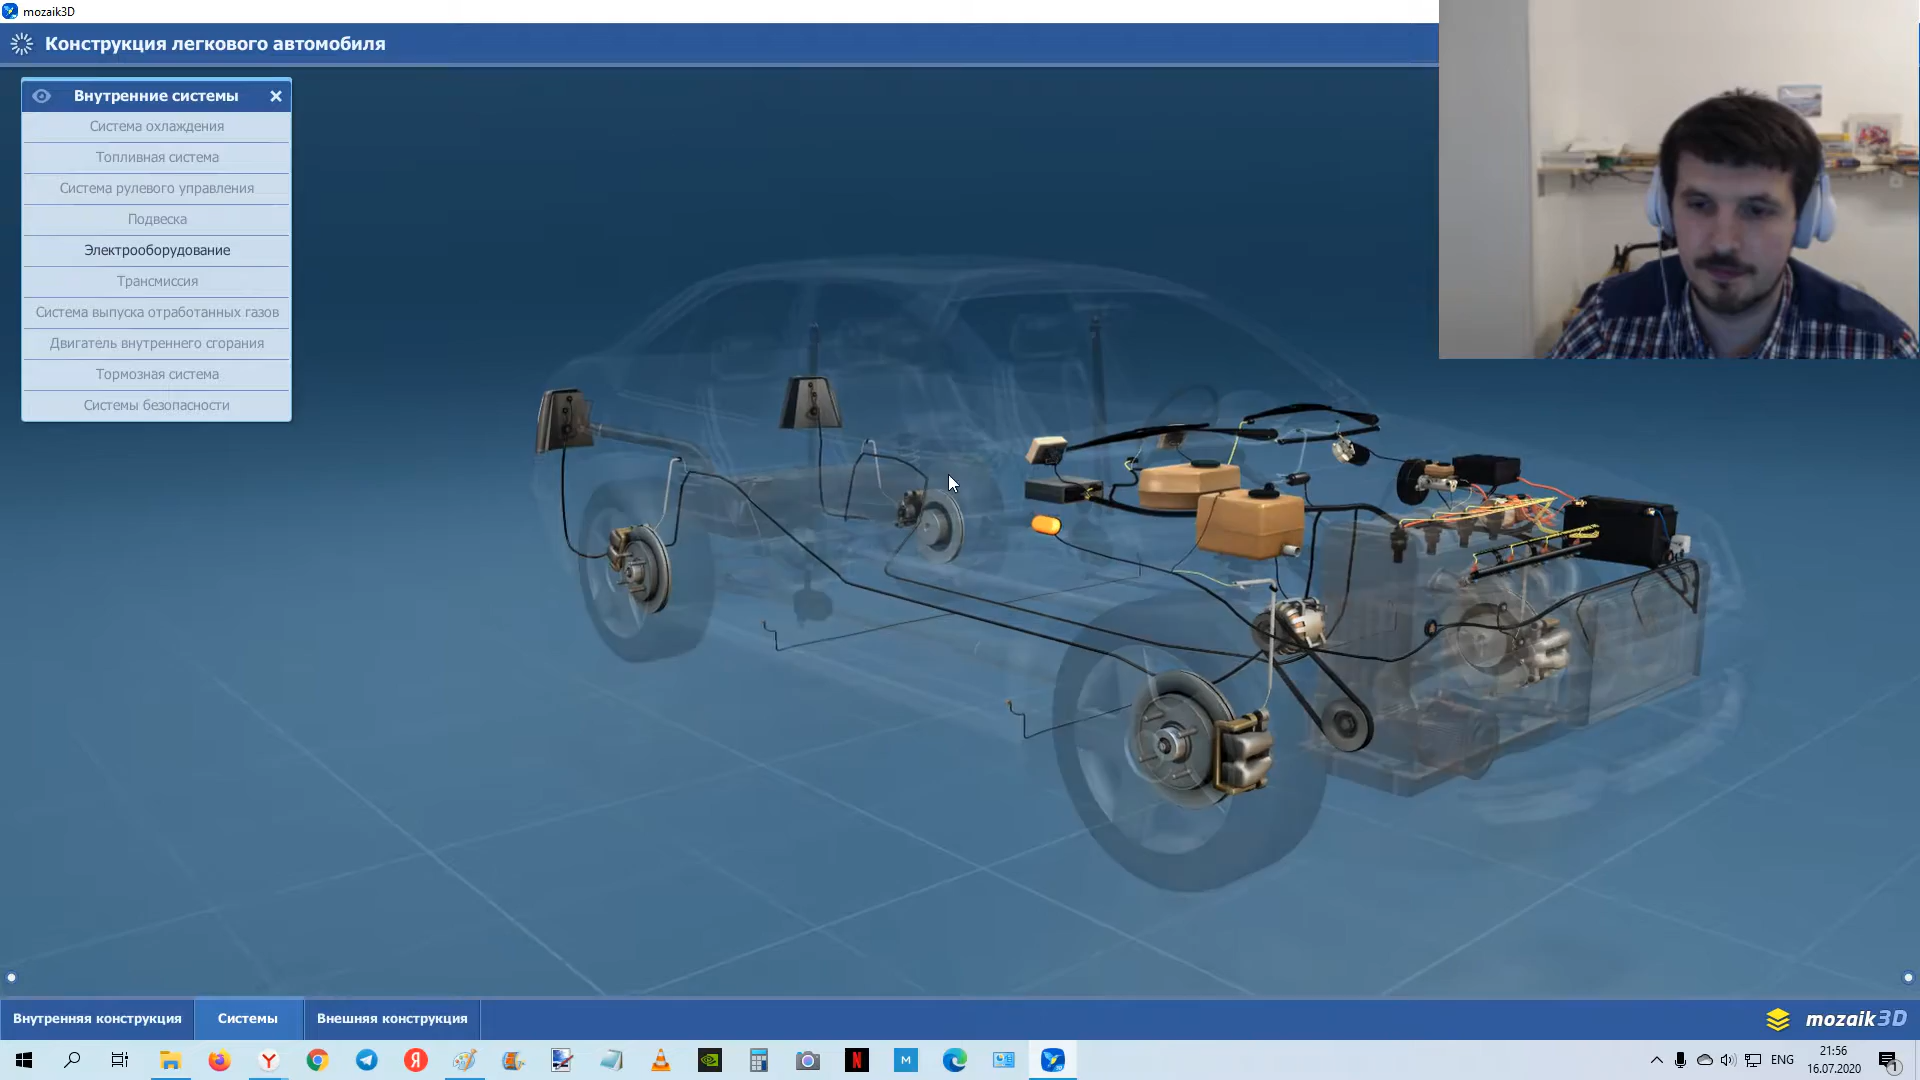 mozaik3D
Конструкция легкового автомобиля
Внутренние системы
Система охлаждения
Топливная система
Система рулевого управления
Подвеска
Электрооборудование
Трансмиссия
Система выпуска отработанных газов
Двигатель внутреннего сгорания
Тормозная система
Системы безопасности
Внутренняя конструкция
Системы
Внешняя конструкция
mozaik3D
ENG
21:56
16.07.2020